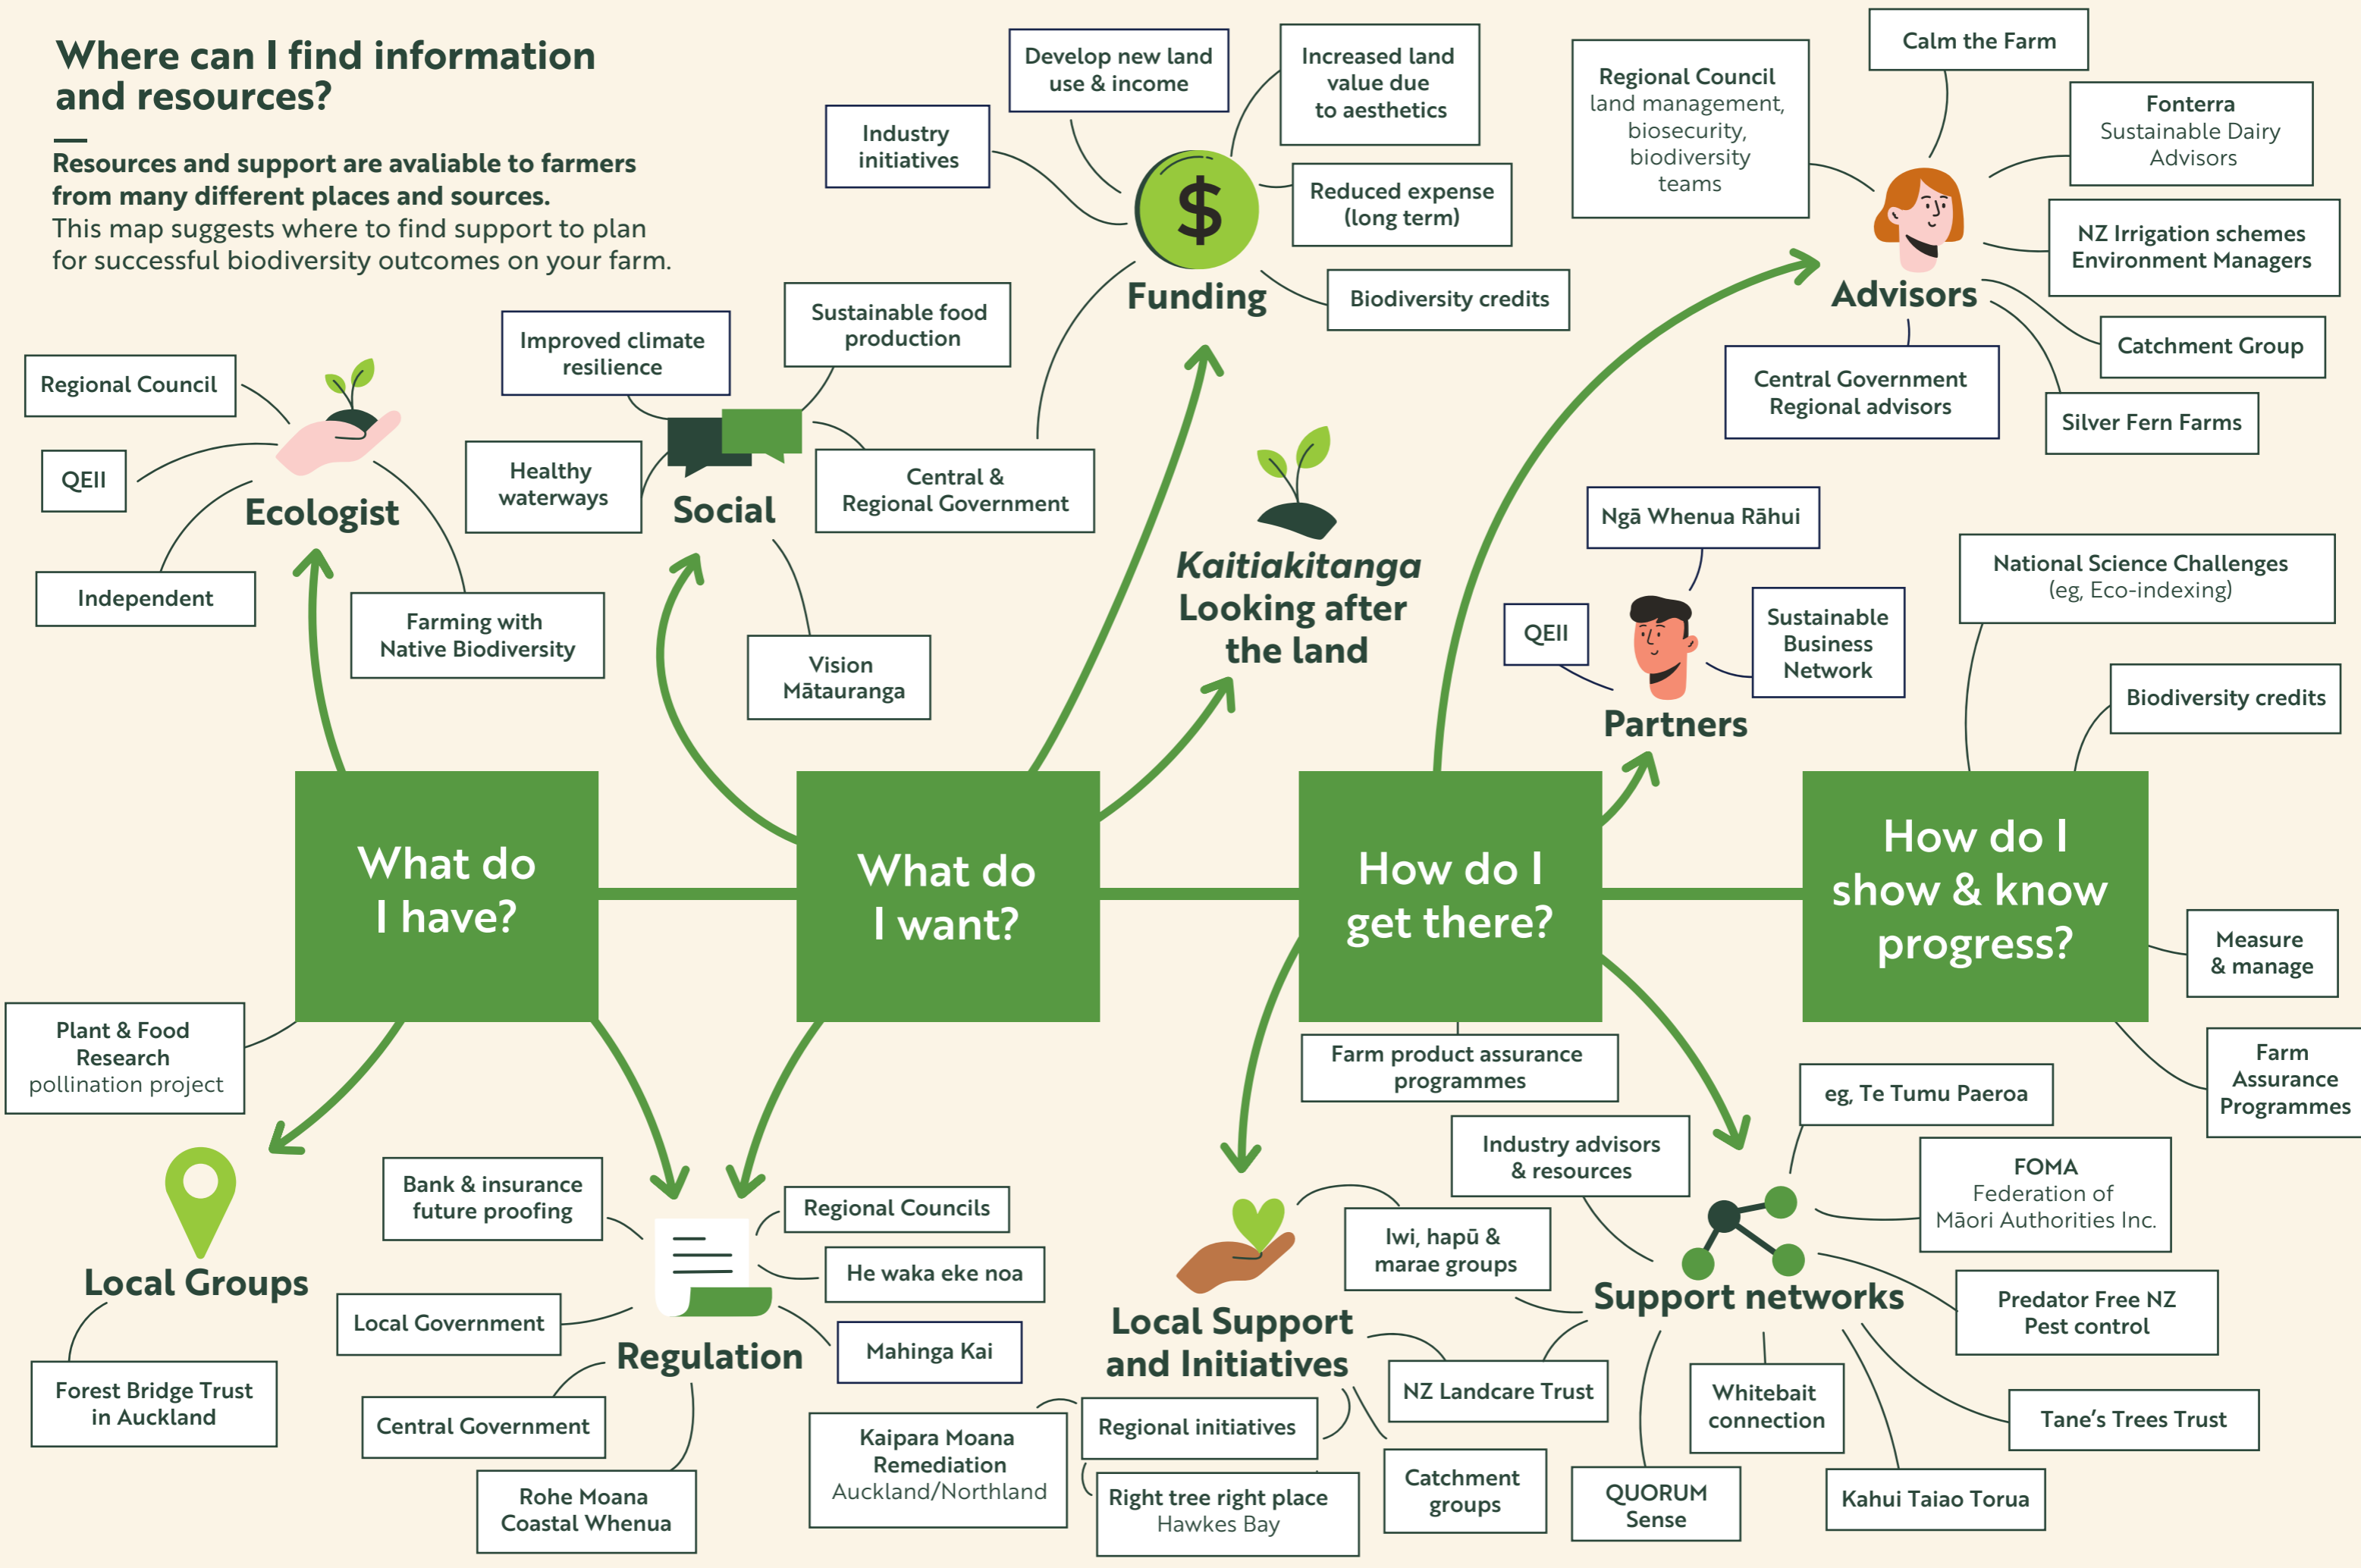 Where can I find information
and resources?
Resources and support are avaliable to farmers
from many different places and sources.
This map suggests where to find support to plan
for successful biodiversity outcomes on your farm.
Regional Council
QEII
Independent
Farming with
Native Biodiversity
Ecologist
Improved climate
resilience
Sustainable food
production
Healthy
waterways
Central &
Regional Government
Vision
Mātauranga
Social
Industry
initiatives
Develop new land
use & income
Increased land
value due
to aesthetics
Reduced expense
(long term)
Biodiversity credits
$
Funding
Kaitiakitanga
Looking after
the land
Regional Council
land management,
biosecurity,
biodiversity
teams
Calm the Farm
Fonterra
Sustainable Dairy
Advisors
NZ Irrigation schemes
Environment Managers
Catchment Group
Silver Fern Farms
Central Government
Regional advisors
Advisors
Ngā Whenua Rāhui
QEII
Sustainable
Business
Network
Partners
National Science Challenges
(eg, Eco-indexing)
Biodiversity credits
What do
I have?
What do
I want?
How do I
get there?
How do I
show & know
progress?
Measure
& manage
Farm
Assurance
Programmes
Plant & Food
Research
pollination project
Local Groups
Forest Bridge Trust
in Auckland
Bank & insurance
future proofing
Regional Councils
He waka eke noa
Mahinga Kai
Local Government
Central Government
Rohe Moana
Coastal Whenua
Regulation
Farm product assurance
programmes
Local Support
and Initiatives
Iwi, hapū &
marae groups
NZ Landcare Trust
Regional initiatives
Kaipara Moana
Remediation
Auckland/Northland
Right tree right place
Hawkes Bay
Catchment
groups
Industry advisors
& resources
eg, Te Tumu Paeroa
FOMA
Federation of
Māori Authorities Inc.
Support networks
Predator Free NZ
Pest control
Tane's Trees Trust
Whitebait
connection
Kahui Taiao Torua
QUORUM
Sense